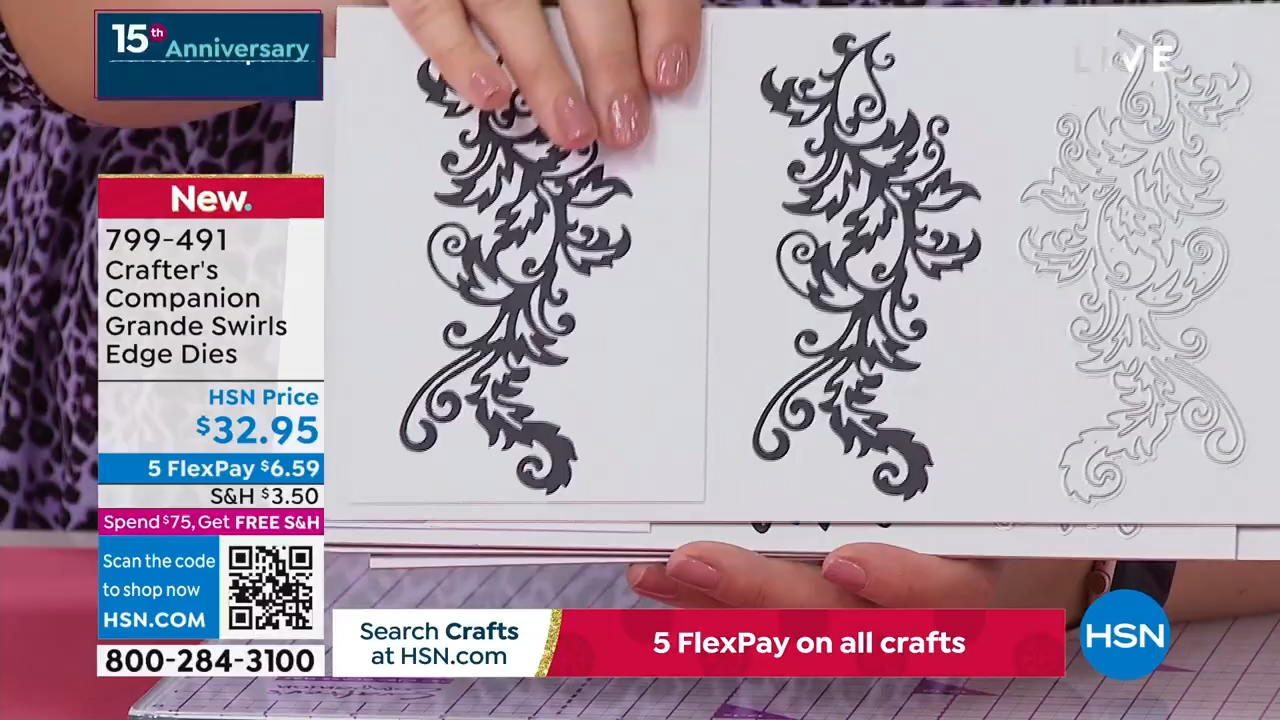 15th Anniversary
LIVE
New.
799-491
Crafter's
Companion
Grande Swirls
Edge Dies
HSN Price
$32.95
5 FlexPay $6.59
S&H $3.50
Spend $75, Get FREE S&H
Scan the code
to shop now
HSN.COM
800-284-3100
Search Crafts
at HSN.com
5 FlexPay on all crafts
HSN